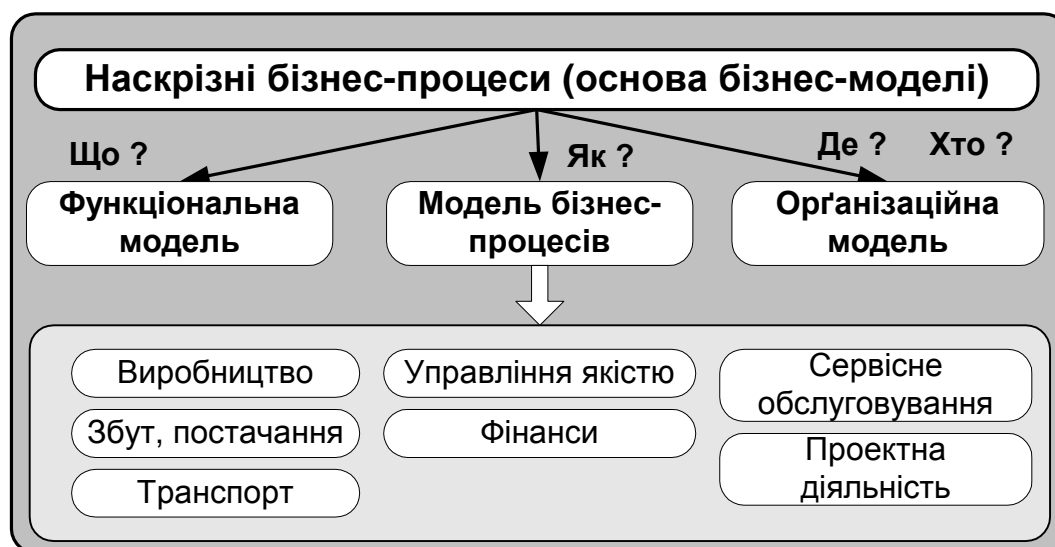 Наскрізні бізнес-процеси (основа бізнес-моделі)
Що ?
Як ?
Де ? Хто ?
Функціональна
модель
Модель бізнес-
процесів
Орґанізаційна
модель
Виробництво
Збут, постачання
Транспорт
Управління якістю
Фінанси
Сервісне
обслуговування
Проектна
діяльність